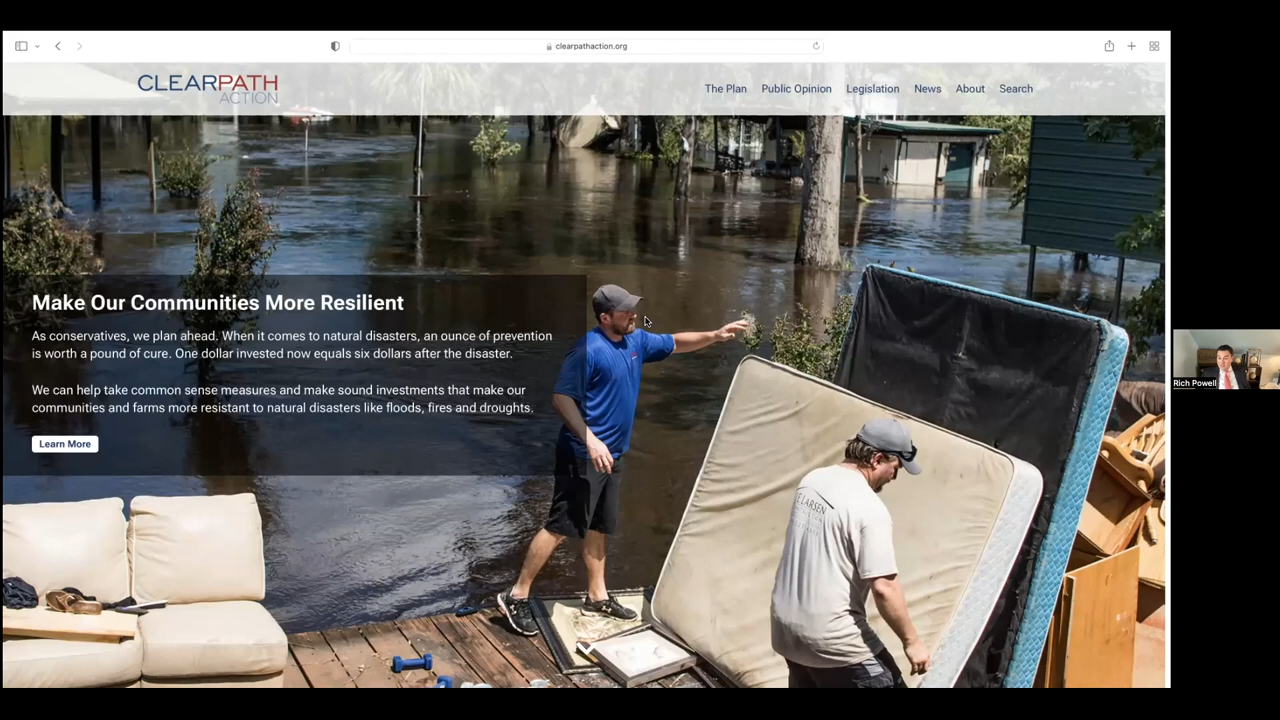 clearpathaction.org
CLEARPATH
ACTION
The Plan Public Opinion Legislation News About Search
Make Our Communities More Resilient
As conservatives, we plan ahead. When it comes to natural disasters, an ounce of prevention
is worth a pound of cure. One dollar invested now equals six dollars after the disaster.
We can help take common sense measures and make sound investments that make our
communities and farms more resistant to natural disasters like floods, fires and droughts.
Learn More
LARSEN
Rich Powell